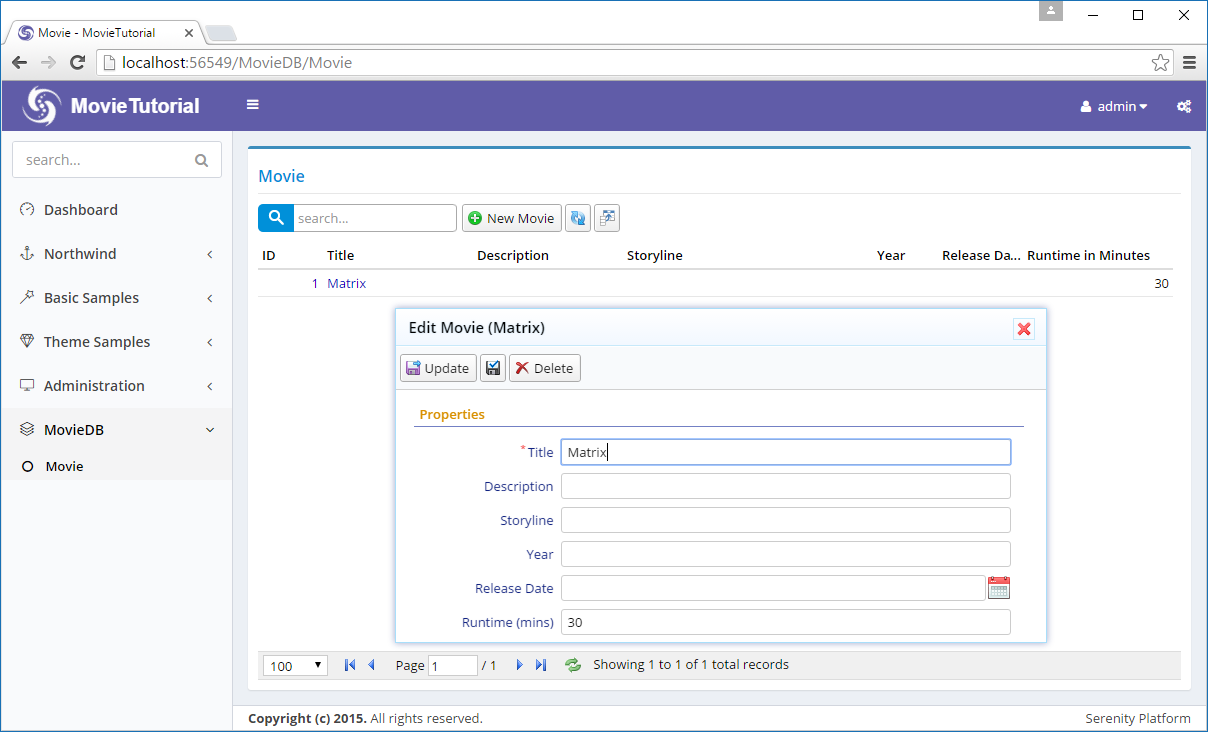 Movie - MovieTutorial
localhost:56549/MovieDB/Movie
MovieTutorial
admin
search...
Dashboard
Northwind
Basic Samples
Theme Samples
Administration
MovieDB
Movie
Movie
search...
New Movie
ID Title Description Storyline Year Release Da... Runtime in Minutes
1 Matrix 30
Edit Movie (Matrix)
Update Delete
Properties
* Title Matrix
Description
Storyline
Year
Release Date
Runtime (mins) 30
100 Page 1 / 1 Showing 1 to 1 of 1 total records
Copyright (c) 2015. All rights reserved. Serenity Platform